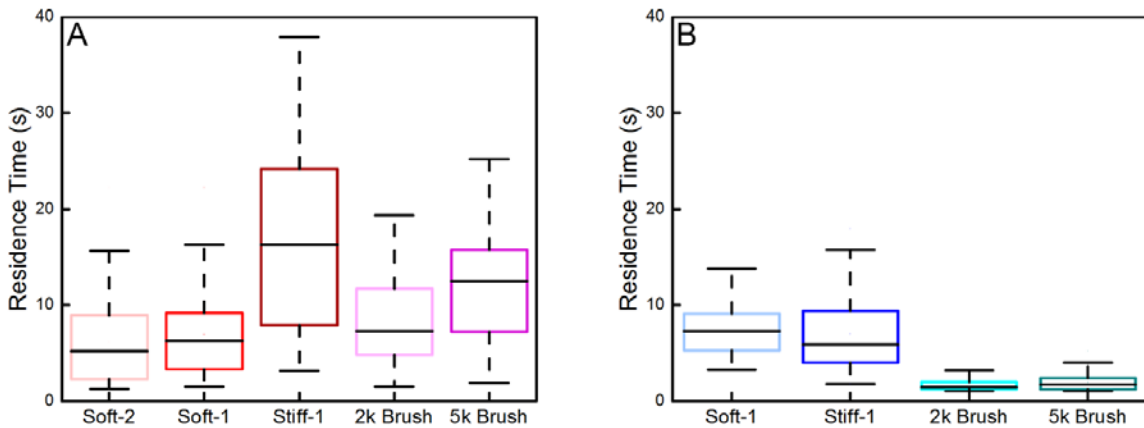 A
Residence Time (s)
40
30
20
10
0
Soft-2 Soft-1 Stiff-1 2k Brush 5k Brush
B
Residence Time (s)
40
30
20
10
0
Soft-1 Stiff-1 2k Brush 5k Brush